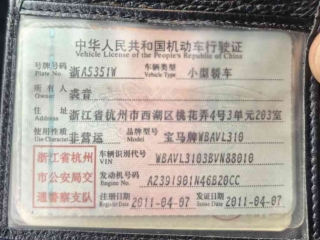 中华人民共和国机动车行驶证
Vehicle License of the People's Republic of China
号牌号码 浙A5351W 车辆类型 小型轿车
Plate No. Vehicle Type
所有人 裘音
Owner
住址 浙江省杭州市西湖区桃花弄4号3单元203室
Address
使用性质 非营运 品牌型号 宝马牌WBAVL310
Use Character Model
浙江省杭州市公安局交通警察支队
车辆识别代号 WBAVL3103BVN88010
VIN
发动机号码 A2391981N46B20CC
Engine No.
注册日期 2011-04-07 发证日期 2011-04-07
Register Date Issue Date